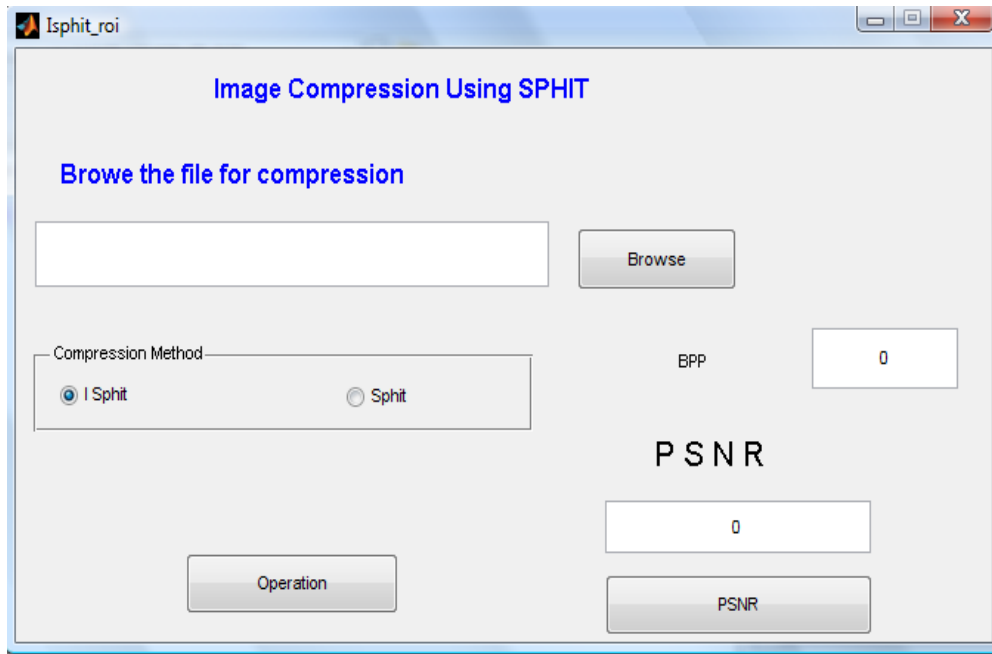 Isphit_roi
Image Compression Using SPHIT
Browe the file for compression
Browse
Compression Method
I Sphit
Sphit
BPP
0
P S N R
0
Operation
PSNR